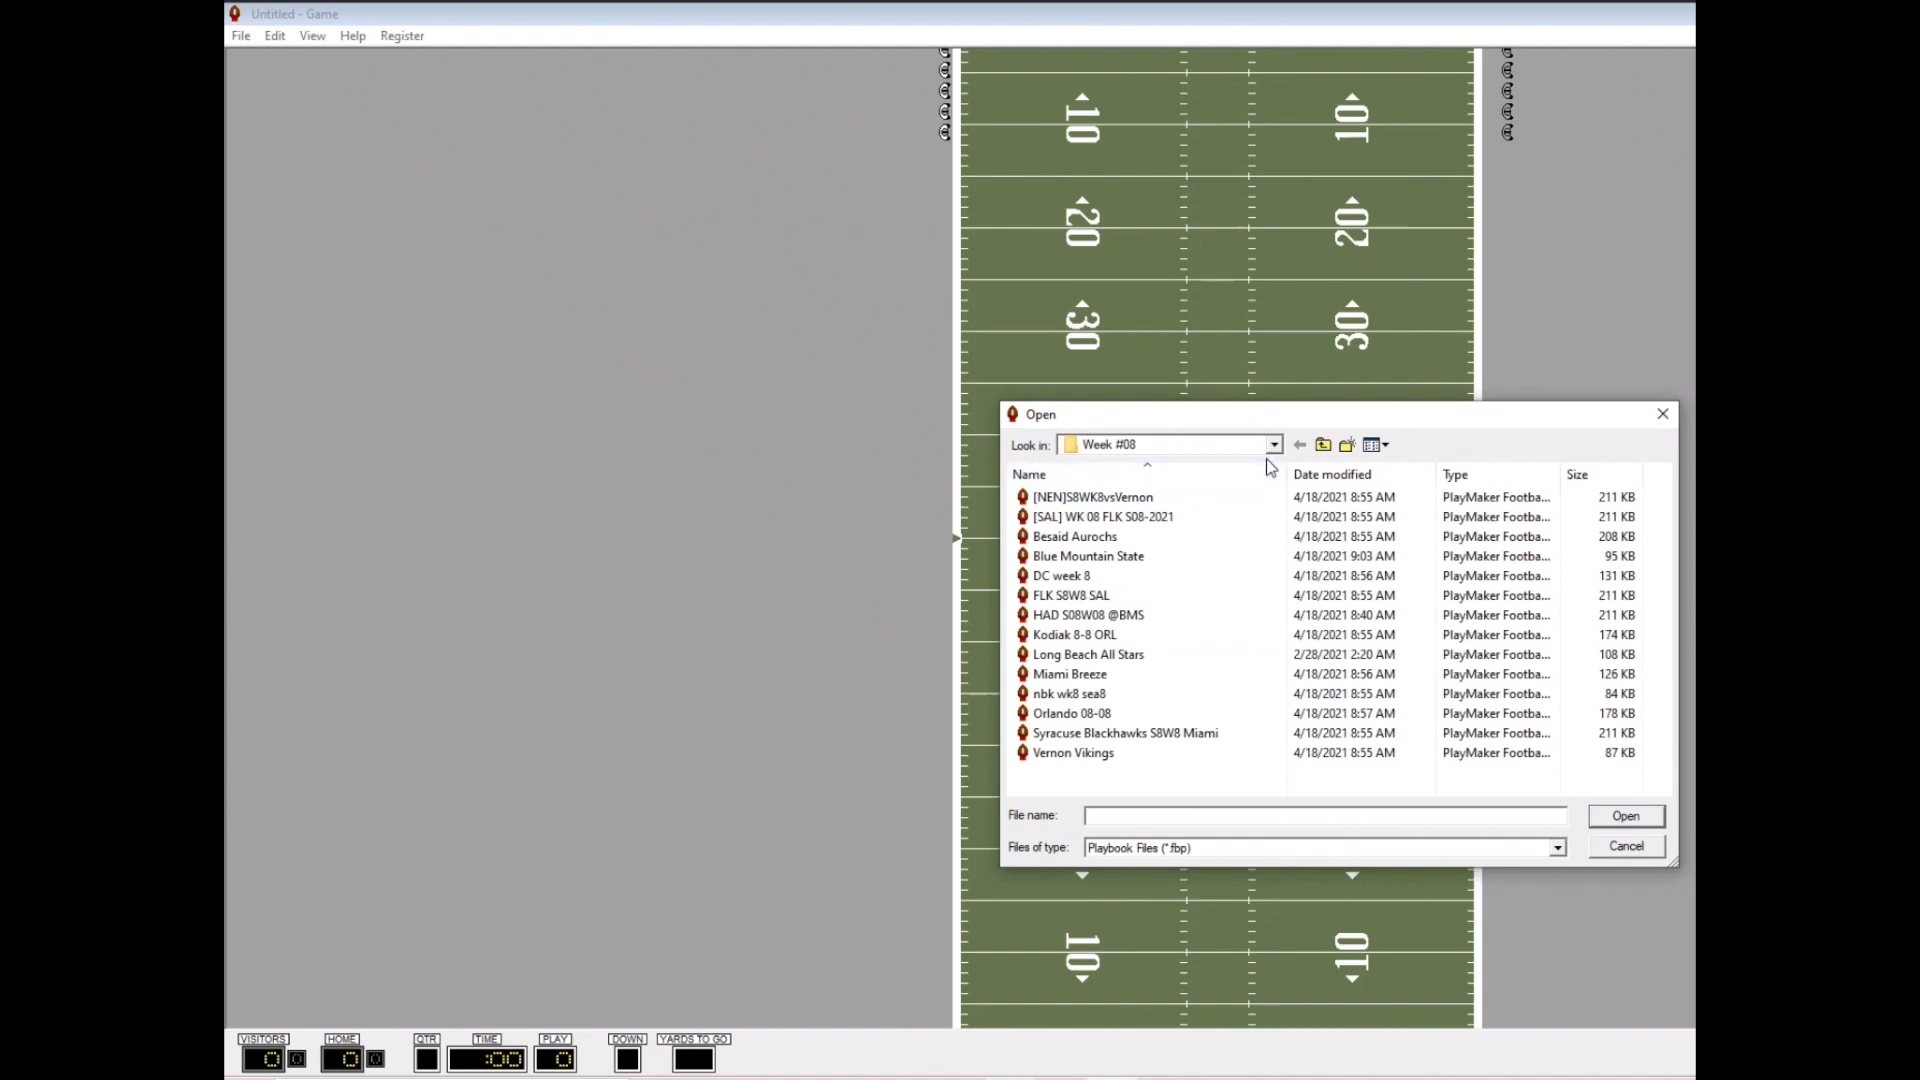 Untitled - Game
File Edit View Help Register
10 10
20 20
30 30
Open
Look in: Week #08
Name Date modified Type Size
[NEN]S8WK8vsVernon 4/18/2021 8:55 AM PlayMaker Footba... 211 KB
[SAL] WK 08 FLK S08-2021 4/18/2021 8:55 AM PlayMaker Footba... 211 KB
Besaid Aurochs 4/18/2021 8:55 AM PlayMaker Footba... 208 KB
Blue Mountain State 4/18/2021 9:03 AM PlayMaker Footba... 95 KB
DC week 8 4/18/2021 8:56 AM PlayMaker Footba... 131 KB
FLK S8W8 SAL 4/18/2021 8:55 AM PlayMaker Footba... 211 KB
HAD S08W08 @BMS 4/18/2021 8:40 AM PlayMaker Footba... 211 KB
Kodiak 8-8 ORL 4/18/2021 8:55 AM PlayMaker Footba... 174 KB
Long Beach All Stars 2/28/2021 2:20 AM PlayMaker Footba... 108 KB
Miami Breeze 4/18/2021 8:56 AM PlayMaker Footba... 126 KB
nbk wk8 sea8 4/18/2021 8:55 AM PlayMaker Footba... 84 KB
Orlando 08-08 4/18/2021 8:57 AM PlayMaker Footba... 178 KB
Syracuse Blackhawks S8W8 Miami 4/18/2021 8:55 AM PlayMaker Footba... 211 KB
Vernon Vikings 4/18/2021 8:55 AM PlayMaker Footba... 87 KB
File name: Open
Files of type: Playbook Files (*.fbp) Cancel
10 10
VISITORS HOME QTR TIME PLAY DOWN YARDS TO GO
0 0 0 0 :00 0